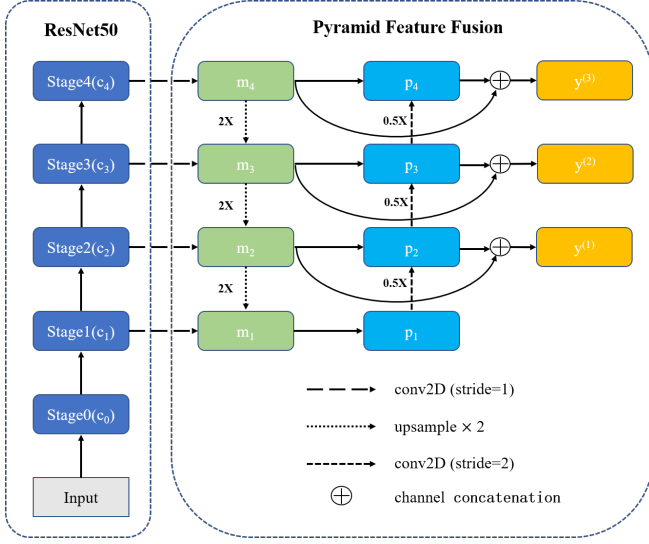 ResNet50
Pyramid Feature Fusion
Stage4(c₄)
m₄
p₄
y⁽³⁾
2X
0.5X
Stage3(c₃)
m₃
p₃
y⁽²⁾
2X
0.5X
Stage2(c₂)
m₂
p₂
y⁽¹⁾
2X
0.5X
Stage1(c₁)
m₁
p₁
Stage0(c₀)
Input
conv2D (stride=1)
upsample × 2
conv2D (stride=2)
channel concatenation